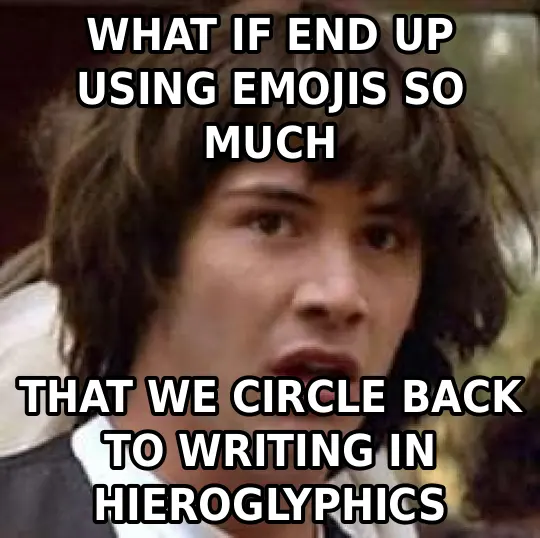 WHAT IF END UP
USING EMOJIS SO
MUCH
THAT WE CIRCLE BACK
TO WRITING IN
HIEROGLYPHICS